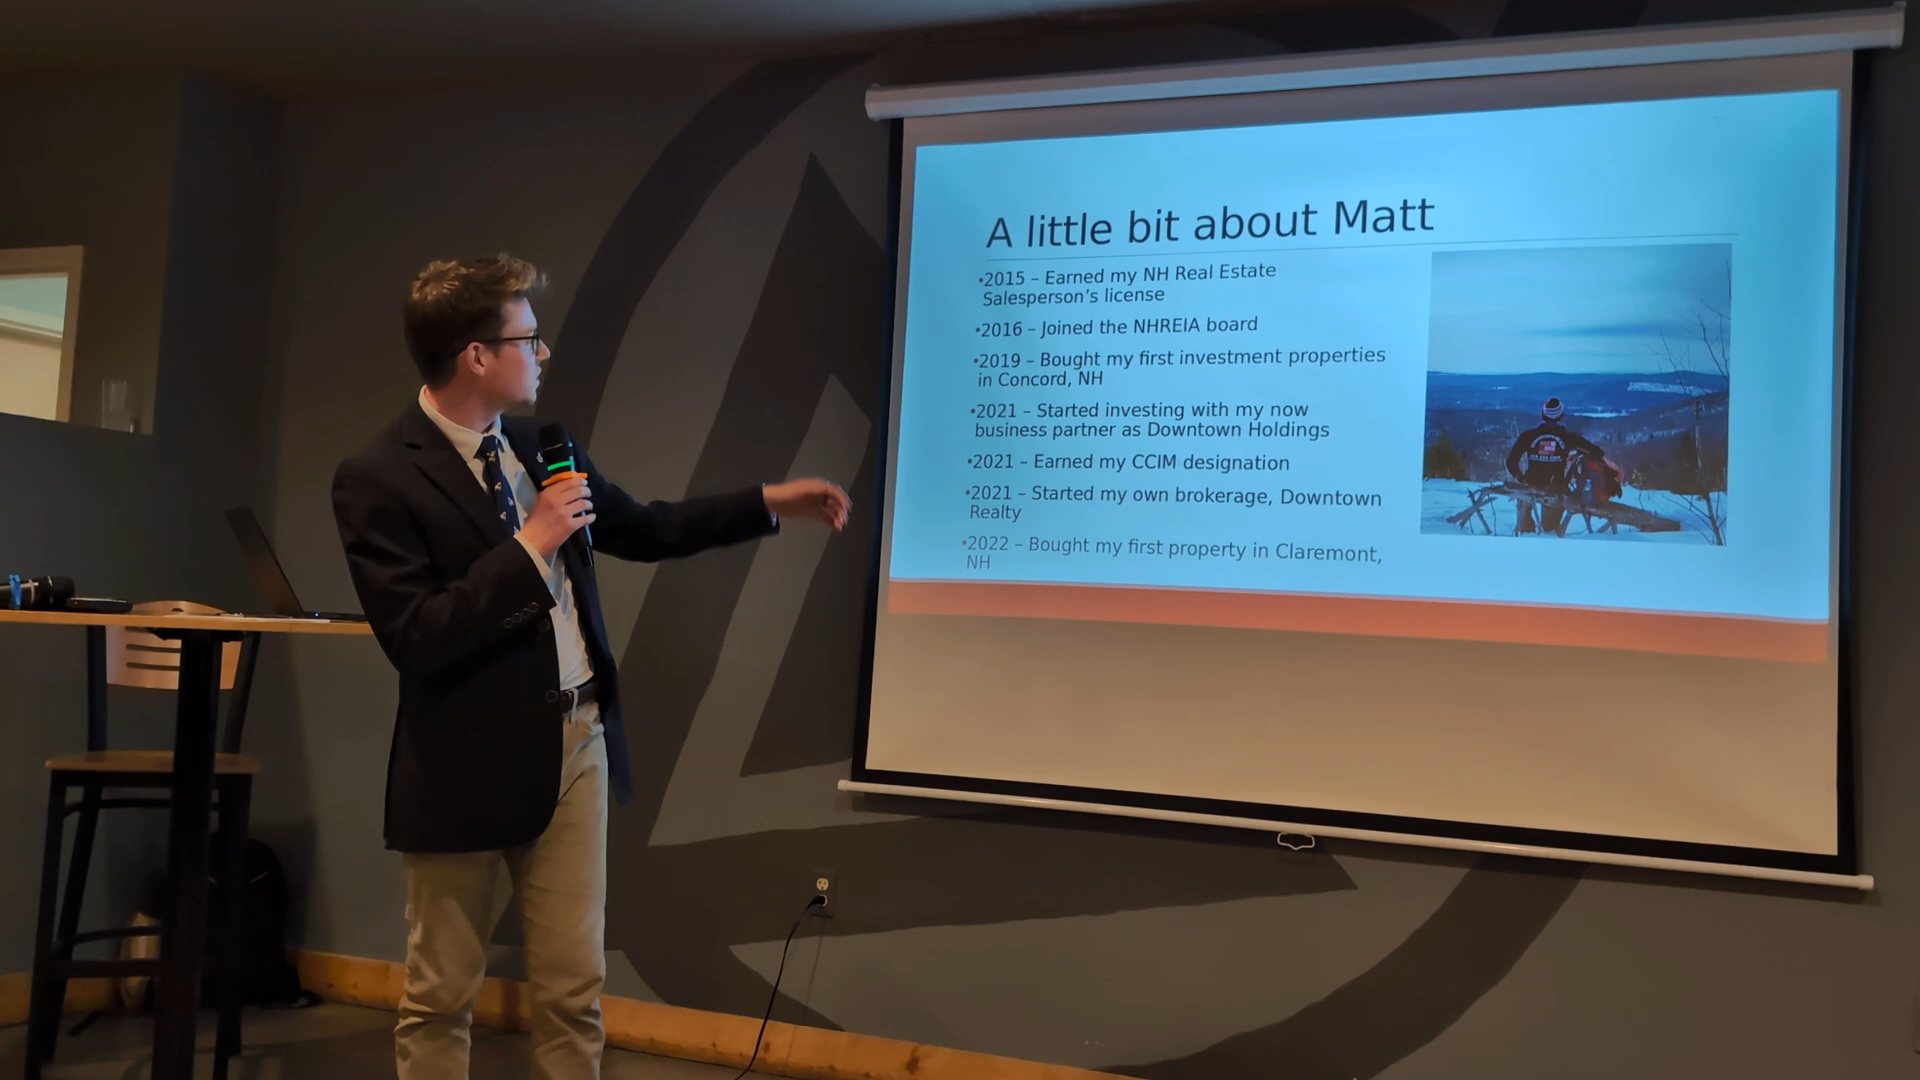 A little bit about Matt
•2015 – Earned my NH Real Estate
Salesperson's license
•2016 – Joined the NHREIA board
•2019 – Bought my first investment properties
in Concord, NH
•2021 – Started investing with my now
business partner as Downtown Holdings
•2021 – Earned my CCIM designation
•2021 – Started my own brokerage, Downtown
Realty
•2022 – Bought my first property in Claremont,
NH